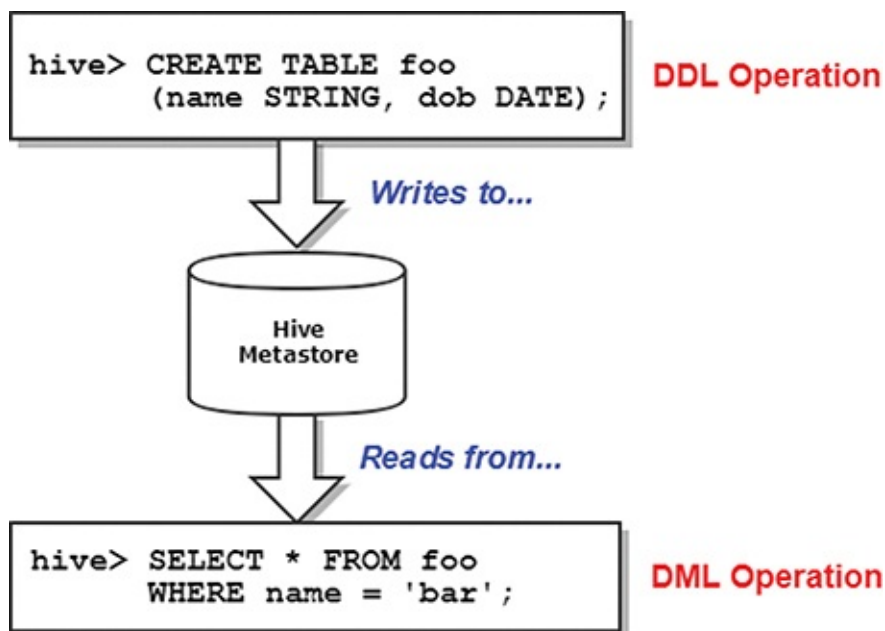 hive> CREATE TABLE foo
(name STRING, dob DATE);
DDL Operation
Writes to...
Hive
Metastore
Reads from...
hive> SELECT * FROM foo
WHERE name = 'bar';
DML Operation